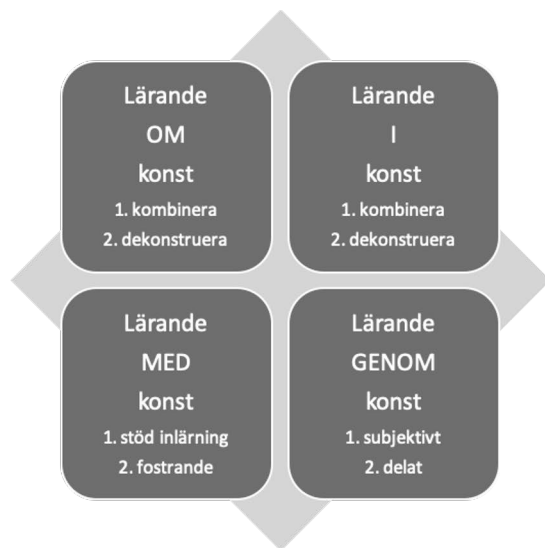 Lärande
OM
konst
1. kombinera
2. dekonstruera
Lärande
I
konst
1. kombinera
2. dekonstruera
Lärande
MED
konst
1. stöd inlärning
2. fostrande
Lärande
GENOM
konst
1. subjektivt
2. delat